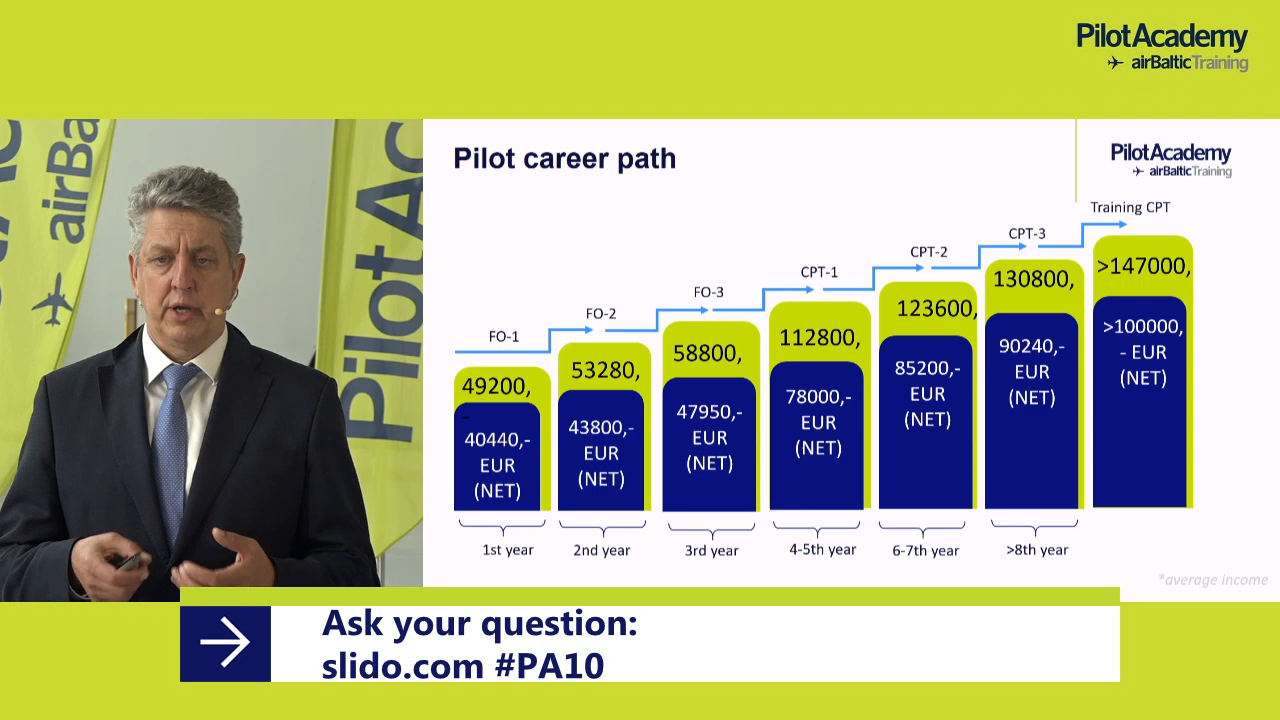 PilotAcademy
airBalticTraining
airBa
PilotAc
Pilot career path
PilotAcademy
airBalticTraining
Training CPT
CPT-3
CPT-2
CPT-1
FO-3
FO-2
FO-1
49200,
-
40440,-
EUR
(NET)
53280,
43800,-
EUR
(NET)
58800,
47950,-
EUR
(NET)
112800,
78000,-
EUR
(NET)
123600,
85200,-
EUR
(NET)
130800,
90240,-
EUR
(NET)
>147000,
>100000,
- EUR
(NET)
1st year
2nd year
3rd year
4-5th year
6-7th year
>8th year
*average income
Ask your question:
slido.com #PA10